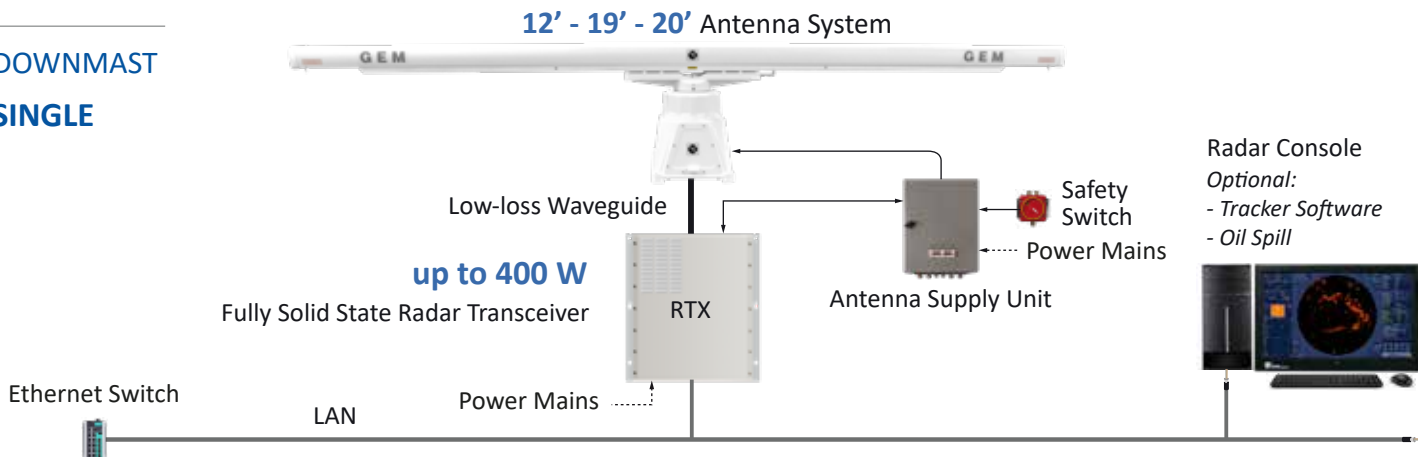 12’ - 19’ - 20’ Antenna System
DOWNMAST
SINGLE
GEM
GEM
Radar Console
Optional:
- Tracker Software
- Oil Spill
Safety
Switch
Low-loss Waveguide
Power Mains
up to 400 W
Fully Solid State Radar Transceiver
RTX
Antenna Supply Unit
Ethernet Switch
Power Mains
LAN